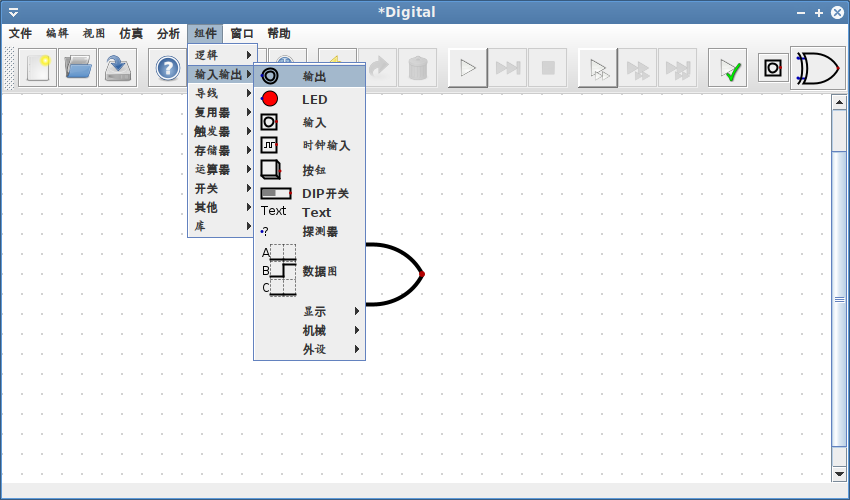 *Digital
文件 编辑 视图 仿真 分析 组件 窗口 帮助
逻辑
输入输出
导线
复用器
触发器
存储器
运算器
开关
其他
库
输出
LED
输入
时钟输入
按钮
DIP开关
Text Text
? 探测器
A
B 数据图
C
显示
机械
外设